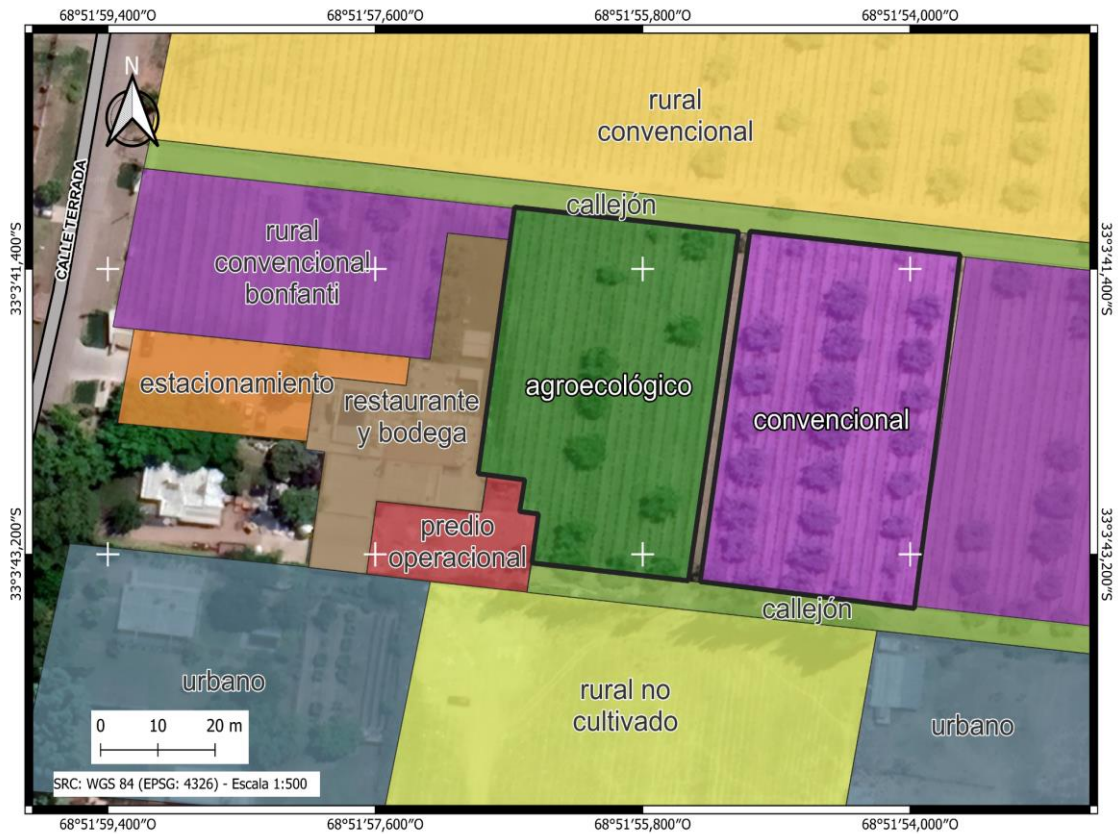 68°51'59,400"O 68°51'57,600"O 68°51'55,800"O 68°51'54,000"O
N
rural
convencional
CALLE TERRADA
callejón
rural
convencional
bonfanti
33°3'41,400"S
33°3'41,400"S
estacionamiento
restaurante
y bodega
agroecológico
convencional
predio
operacional
33°3'43,200"S
33°3'43,200"S
callejón
urbano
rural no
cultivado
urbano
0 10 20 m
SRC: WGS 84 (EPSG: 4326) - Escala 1:500
68°51'59,400"O 68°51'57,600"O 68°51'55,800"O 68°51'54,000"O